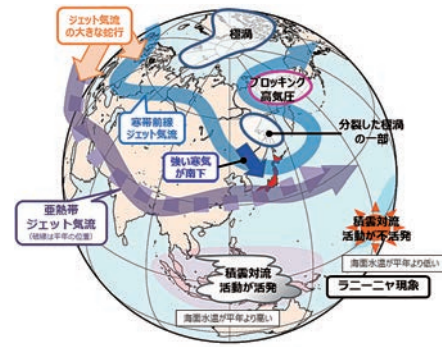 ジェット気流
の大きな蛇行
極渦
ブロッキング
高気圧
寒帯前線
ジェット気流
分裂した極渦
の一部
強い寒気
が南下
亜熱帯
ジェット気流
(破線は平年の位置)
積雲対流
活動が不活発
海面水温が平年より低い
積雲対流
活動が活発
ラニーニャ現象
海面水温が平年より高い